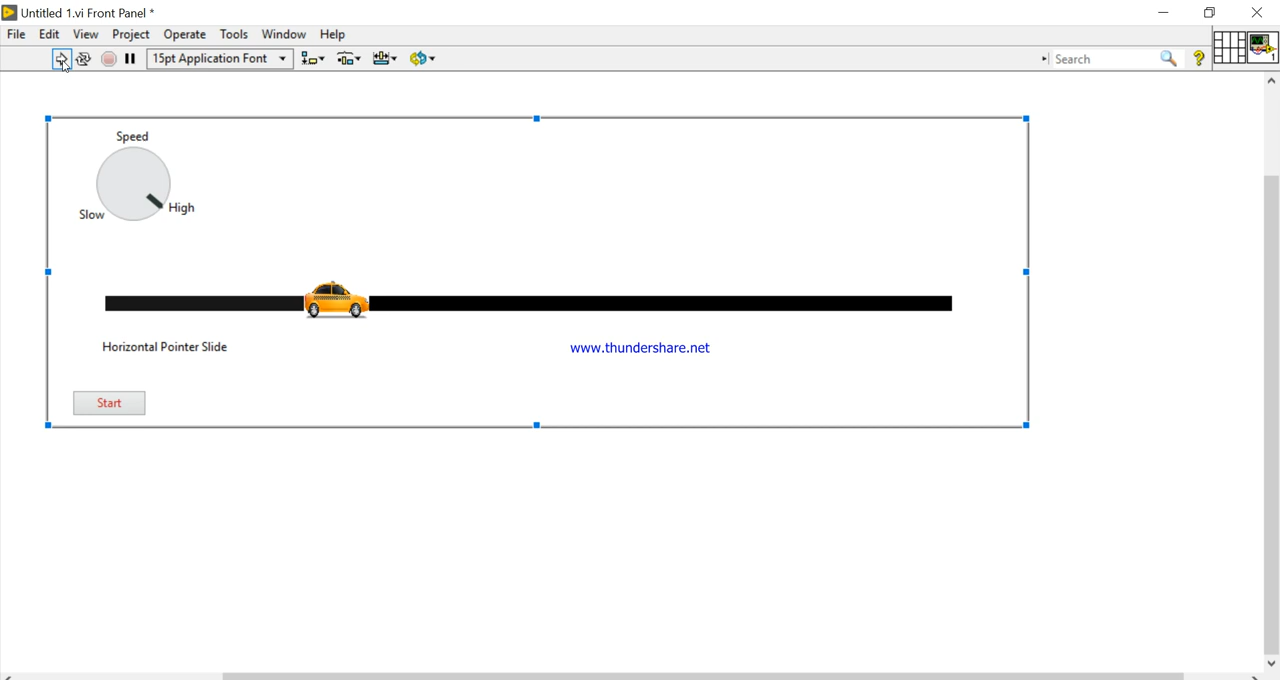 Untitled 1.vi Front Panel *
File Edit View Project Operate Tools Window Help
15pt Application Font
Search
?
1
Speed
Slow
High
Horizontal Pointer Slide
www.thundershare.net
Start